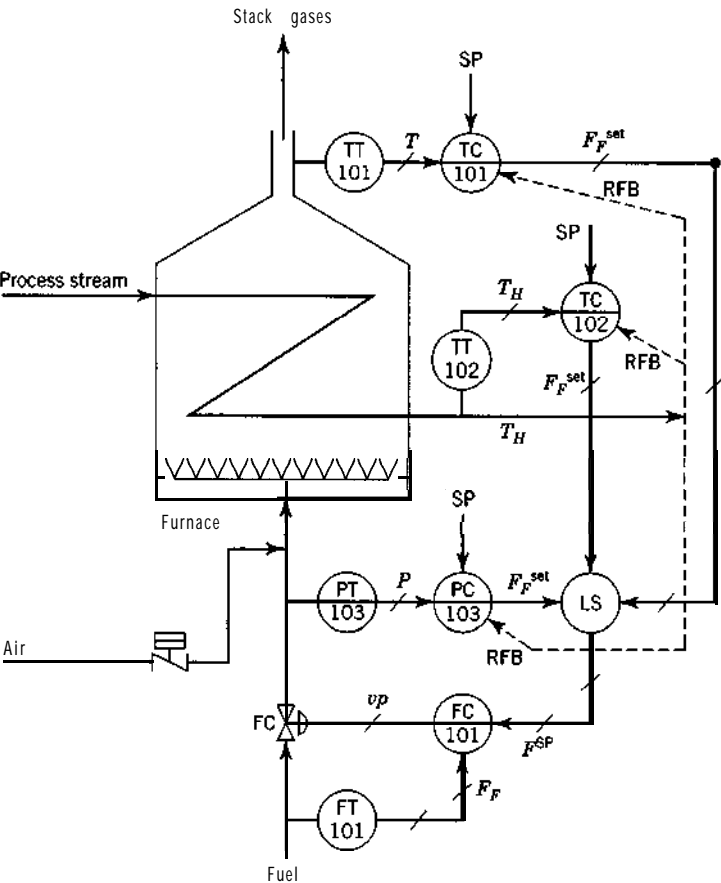 Stack gases
SP
TT
101
T
TC
101
F_F^set
RFB
SP
Process stream
T_H
TC
102
TT
102
RFB
F_F^set
T_H
Furnace
SP
PT
103
P
PC
103
F_F^set
LS
RFB
Air
FC
vp
FC
101
F^SP
FT
101
F_F
Fuel